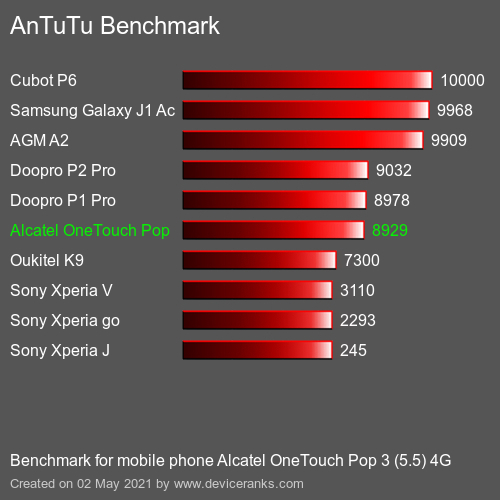 AnTuTu Benchmark
Cubot P6 10000
Samsung Galaxy J1 Ac 9968
AGM A2 9909
Doopro P2 Pro 9032
Doopro P1 Pro 8978
Alcatel OneTouch Pop 8929
Oukitel K9 7300
Sony Xperia V 3110
Sony Xperia go 2293
Sony Xperia J 245
Benchmark for mobile phone Alcatel OneTouch Pop 3 (5.5) 4G
Created on 02 May 2021 by www.deviceranks.com